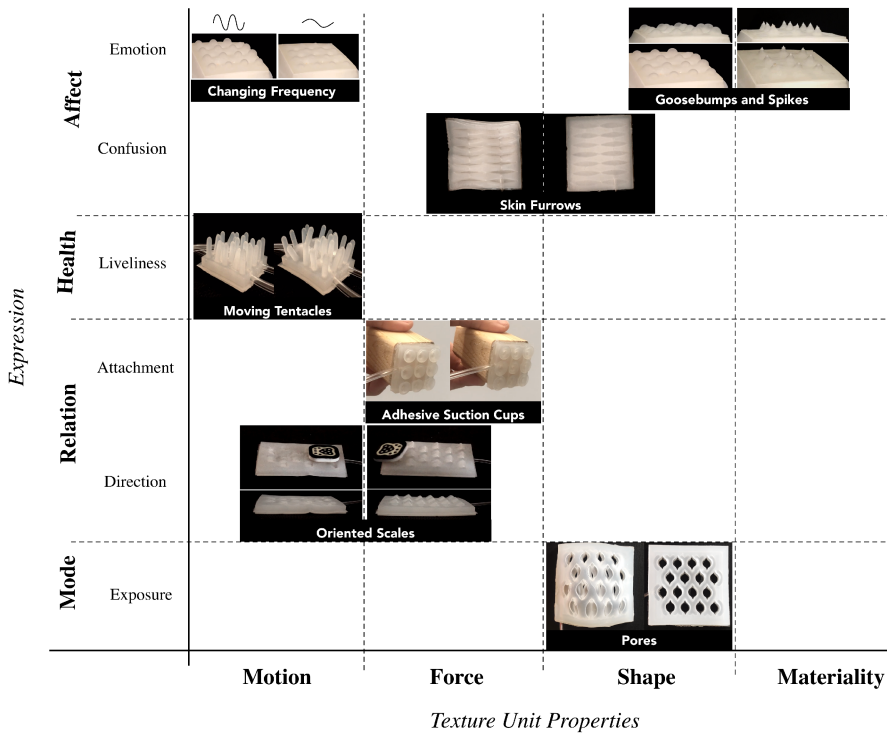 Emotion
Changing Frequency
Goosebumps and Spikes
Affect
Confusion
Skin Furrows
Health
Liveliness
Moving Tentacles
Expression
Attachment
Adhesive Suction Cups
Relation
Direction
Oriented Scales
Mode
Exposure
Pores
Motion
Force
Shape
Materiality
Texture Unit Properties